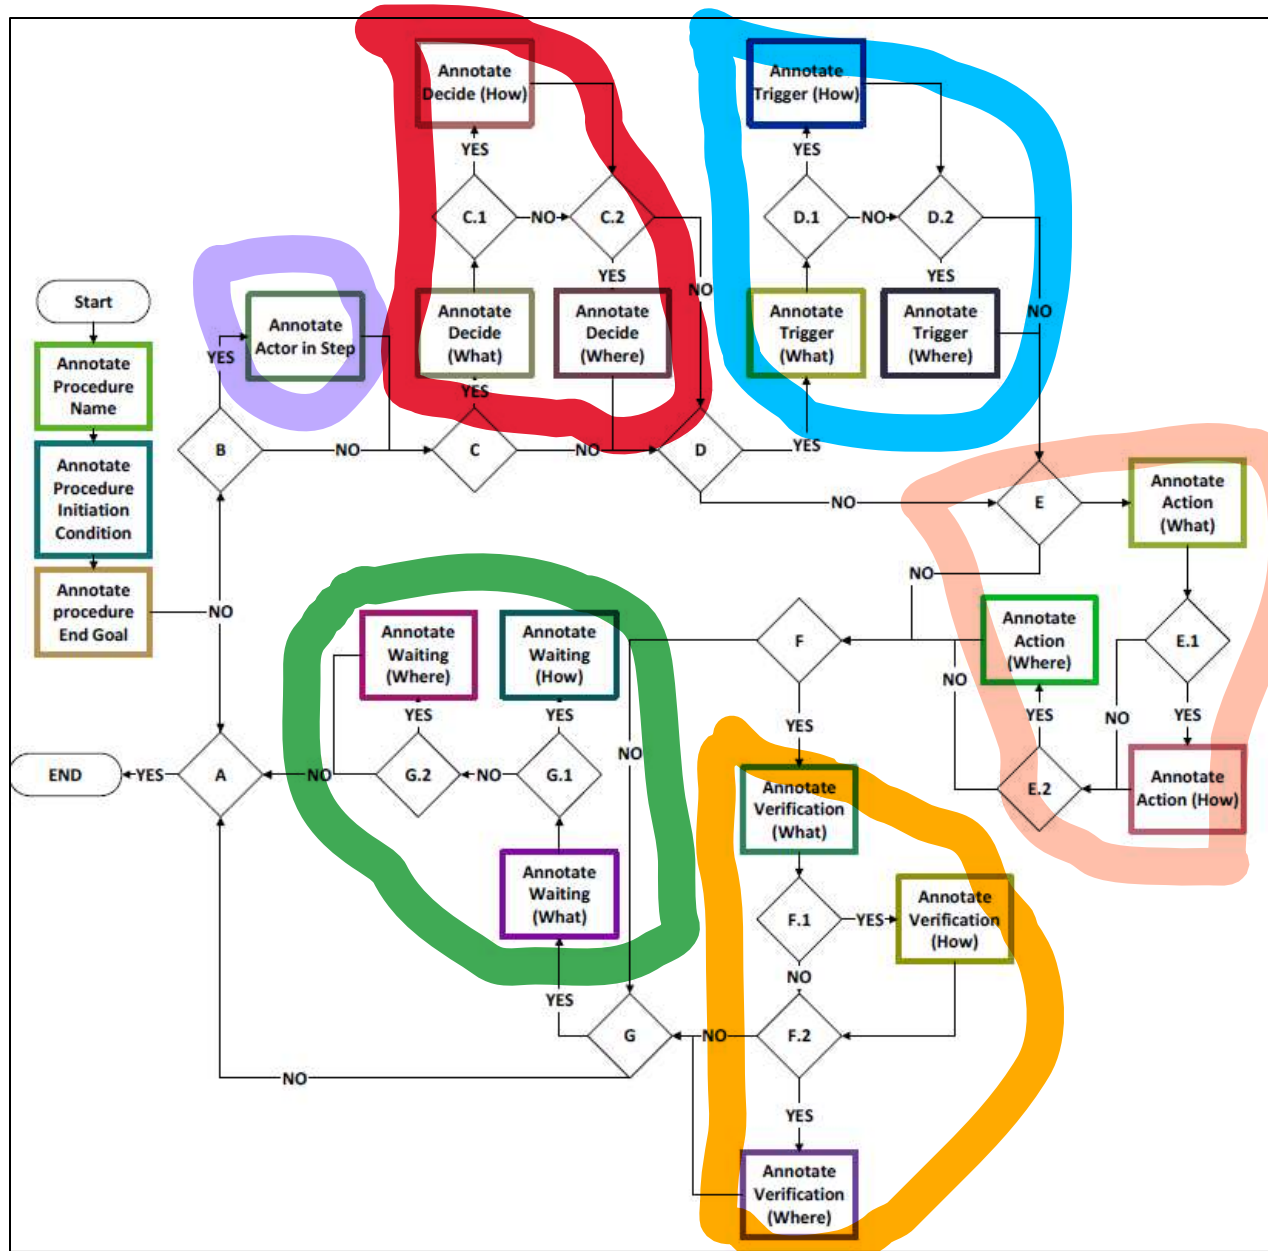 Annotate
Decide (How)
Annotate
Trigger (How)
YES
YES
C.1
NO
C.2
D.1
NO
D.2
YES
YES
Start
NO
Annotate
Actor in Step
Annotate
Decide
(What)
Annotate
Decide
(Where)
Annotate
Trigger
(What)
Annotate
Trigger
(Where)
NO
YES
Annotate
Procedure
Name
YES
B
NO
C
NO
D
YES
Annotate
Procedure
Initiation
Condition
NO
E
Annotate
Action
(What)
NO
Annotate
procedure
End Goal
NO
Annotate
Waiting
(Where)
Annotate
Waiting
(How)
F
Annotate
Action
(Where)
E.1
NO
YES
YES
YES
NO
YES
NO
YES
END
YES
A
NO
G.2
NO
G.1
Annotate
Verification
(What)
E.2
Annotate
Action (How)
Annotate
Waiting
(What)
F.1
YES
Annotate
Verification
(How)
NO
YES
G
NO
F.2
NO
YES
Annotate
Verification
(Where)